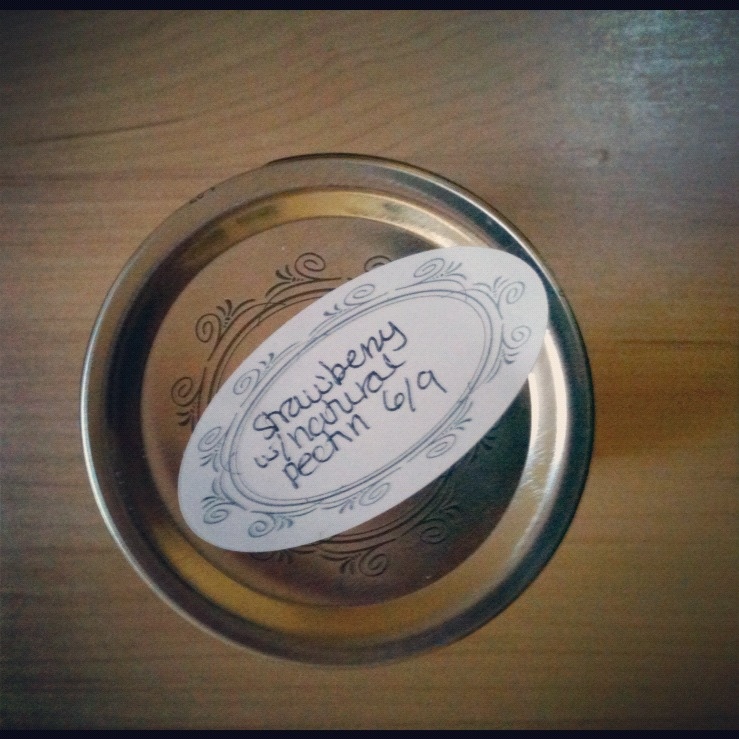 Strawberry
w/natural
pectin 6/9